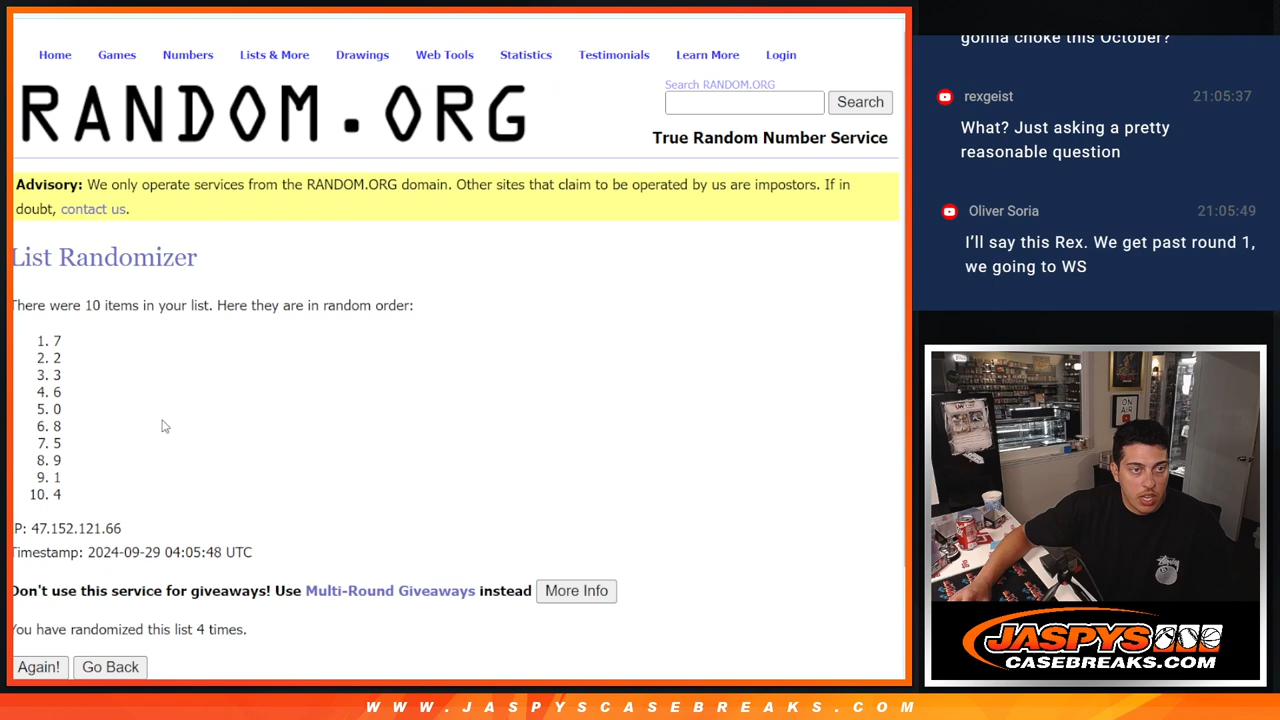 gonna choke this October?
Home Games Numbers Lists & More Drawings Web Tools Statistics Testimonials Learn More Login
Search RANDOM.ORG
RANDOM.ORG
Search
True Random Number Service
Advisory: We only operate services from the RANDOM.ORG domain. Other sites that claim to be operated by us are impostors. If in
doubt, contact us.
List Randomizer
There were 10 items in your list. Here they are in random order:
1. 7
2. 2
3. 3
4. 6
5. 0
6. 8
7. 5
8. 9
9. 1
10. 4
P: 47.152.121.66
Timestamp: 2024-09-29 04:05:48 UTC
Don't use this service for giveaways! Use Multi-Round Giveaways instead More Info
You have randomized this list 4 times.
Again! Go Back
rexgeist 21:05:37
What? Just asking a pretty
reasonable question
Oliver Soria 21:05:49
I’ll say this Rex. We get past round 1,
we going to WS
ON
AIR
JASPYS
CASEBREAKS.COM
WWW.JASPYSCASEBREAKS.COM